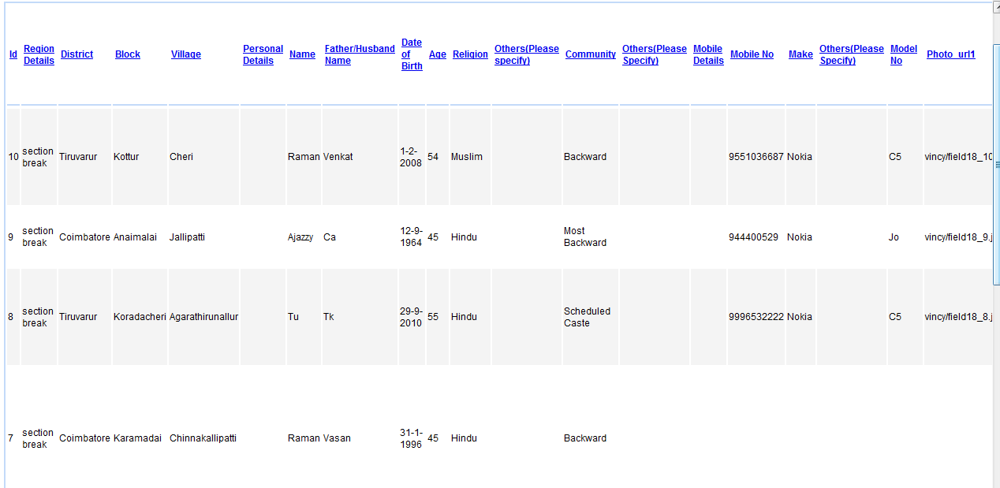 Id Region Details District Block Village Personal Details Name Father/Husband Name Date of Birth Age Religion Others(Please specify) Community Others(Please Specify) Mobile Details Mobile No Make Others(Please Specify) Model No Photo_url1
10 section break Tiruvarur Kottur Cheri Raman Venkat 1-2-2008 54 Muslim Backward 9551036687 Nokia C5 vincy/field18_10
9 section break Coimbatore Anaimalai Jallipatti Ajazzy Ca 12-9-1964 45 Hindu Most Backward 944400529 Nokia Jo vincy/field18_9.j
8 section break Tiruvarur Koradacheri Agarathirunallur Tu Tk 29-9-2010 55 Hindu Scheduled Caste 9996532222 Nokia C5 vincy/field18_8.j
7 section break Coimbatore Karamadai Chinnakallipatti Raman Vasan 31-1-1996 45 Hindu Backward